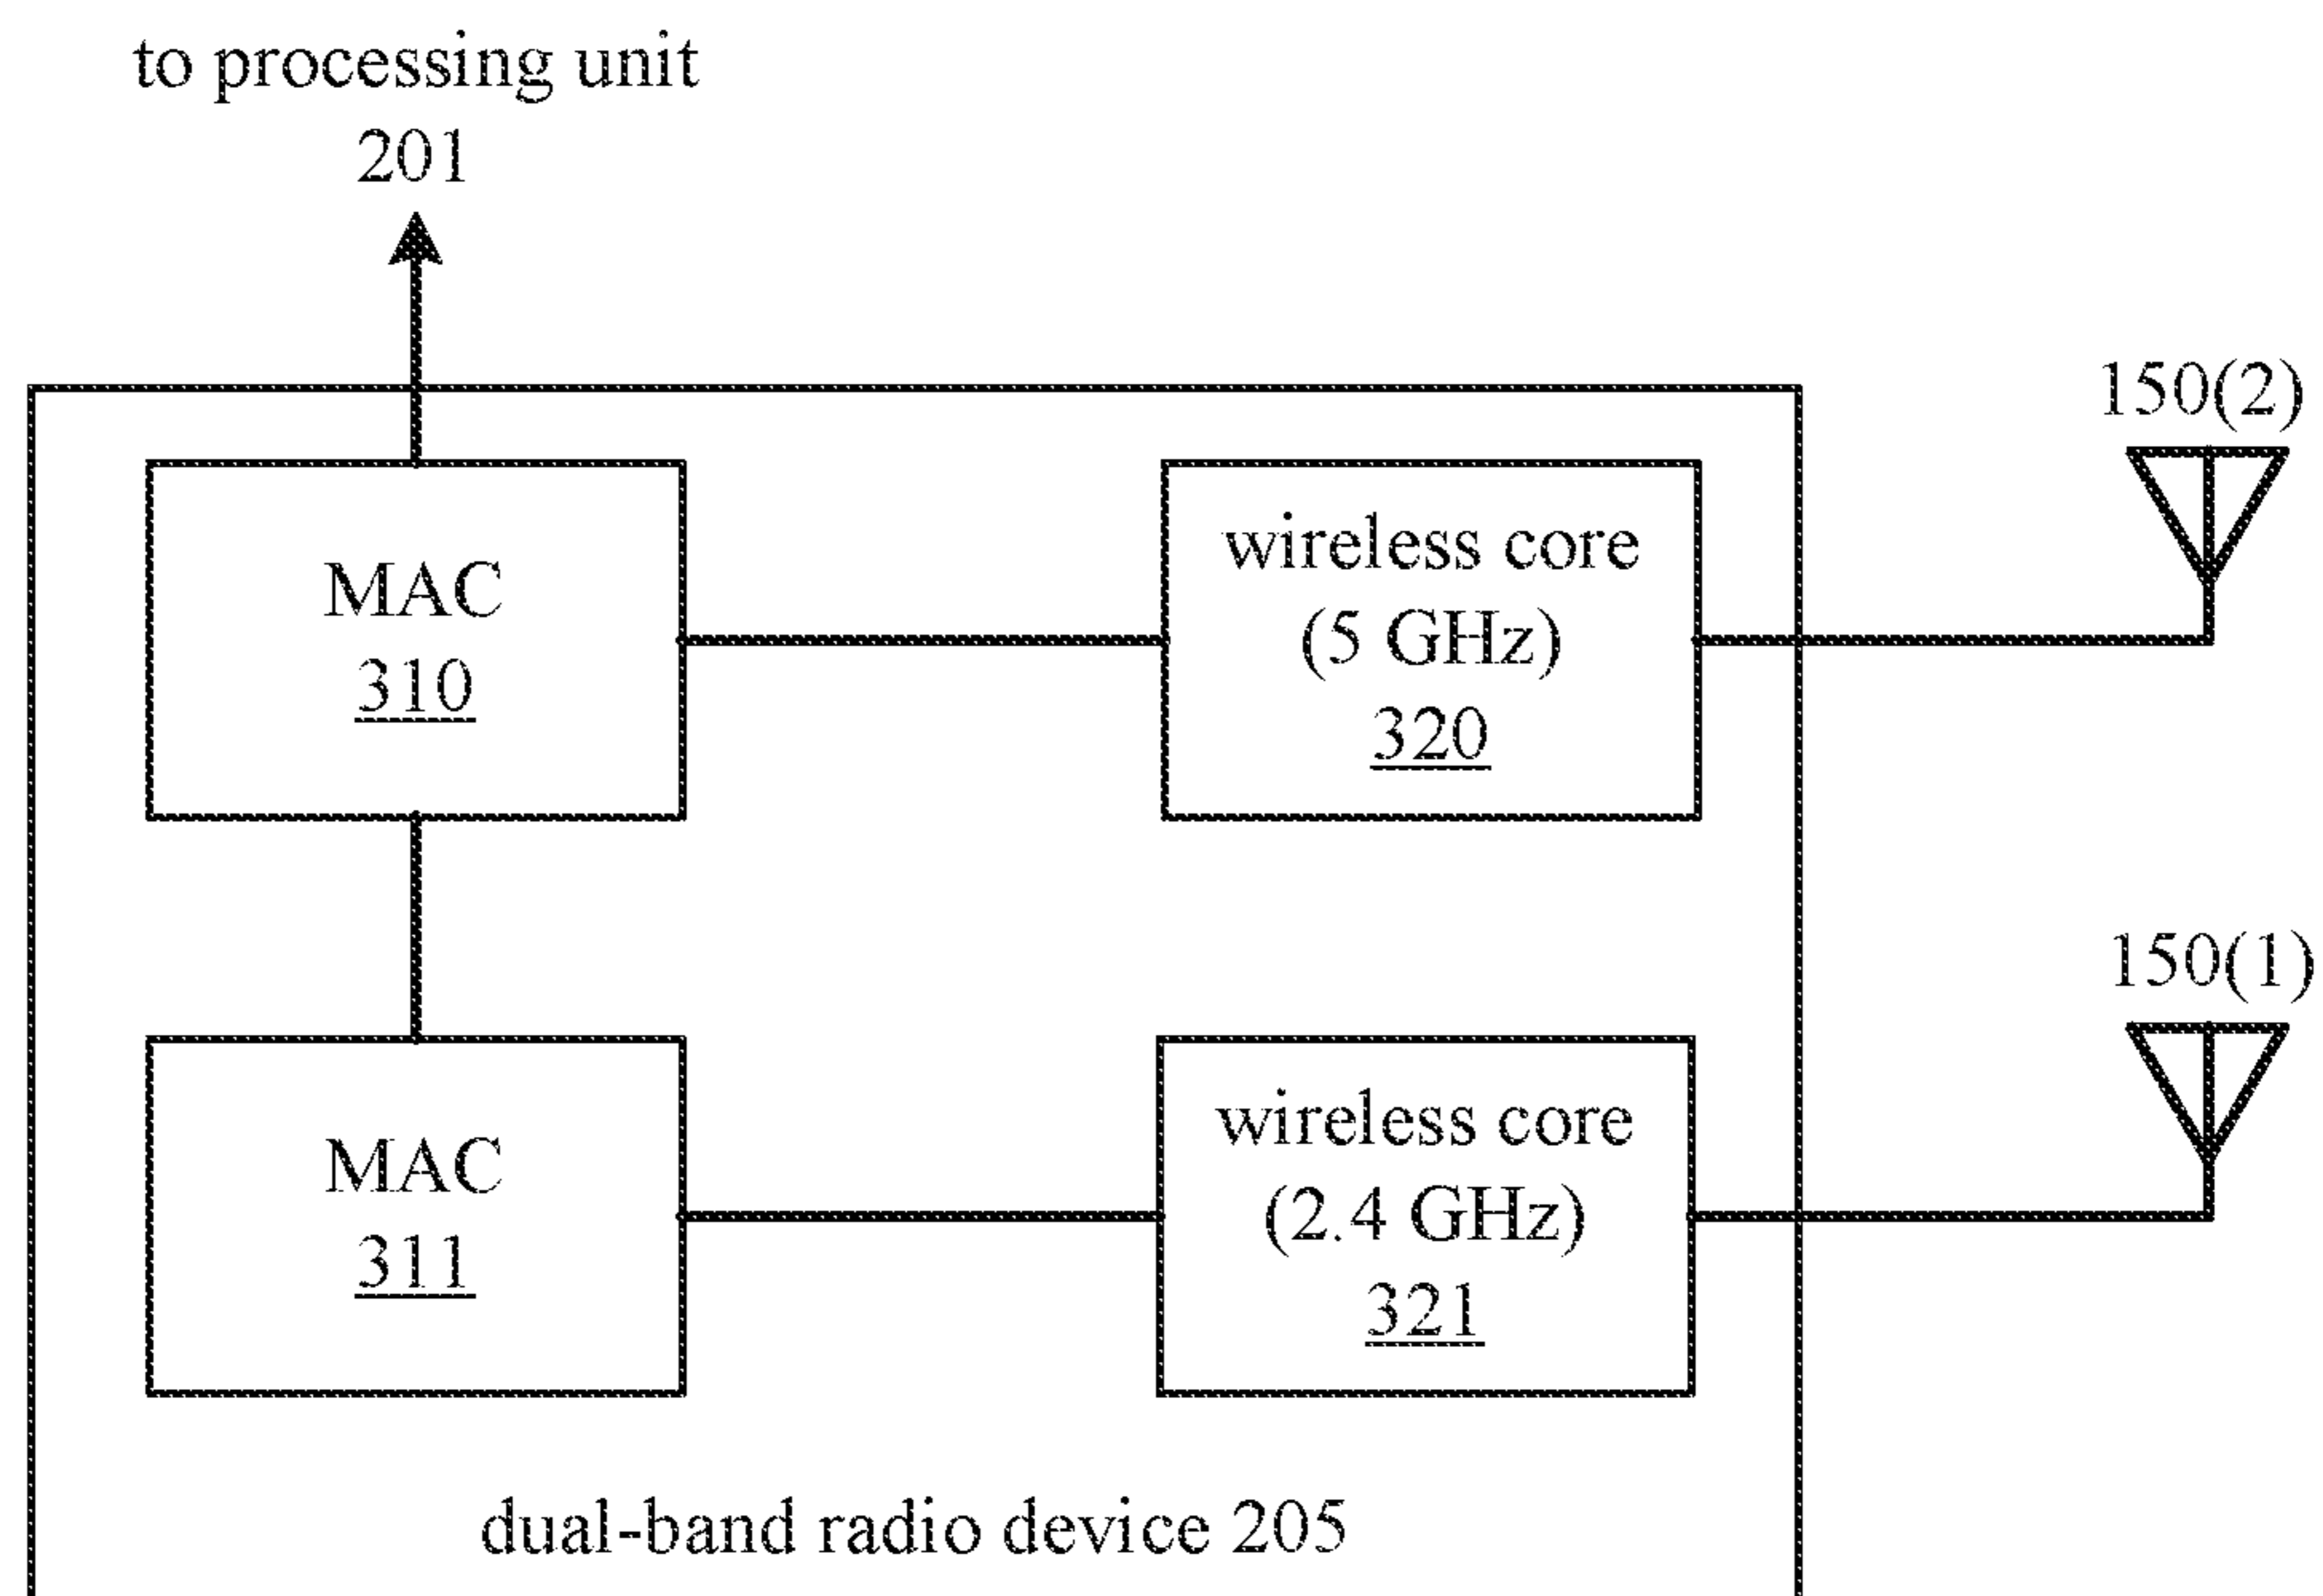 to processing unit
201
150(2)
MAC
310
wireless core
(5 GHz)
320
150(1)
MAC
311
wireless core
(2.4 GHz)
321
dual-band radio device 205